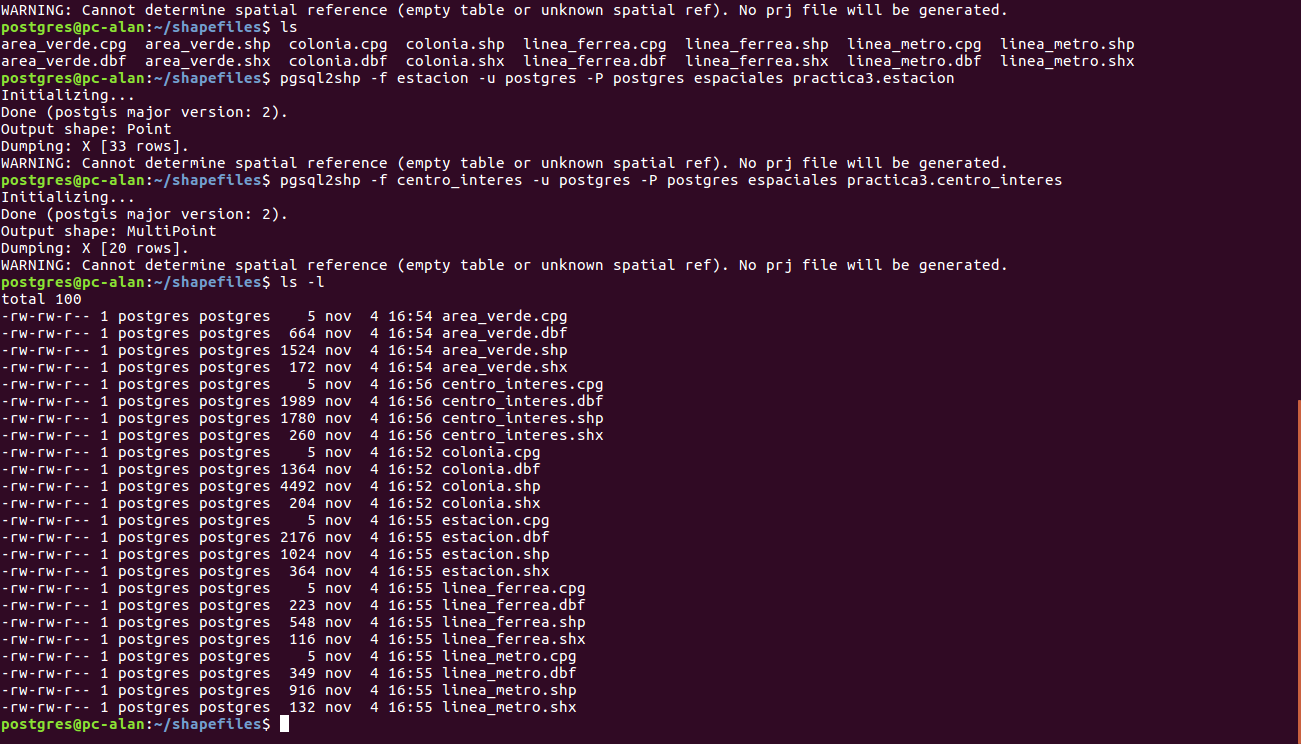 WARNING: Cannot determine spatial reference (empty table or unknown spatial ref). No prj file will be generated.
postgres@pc-alan:~/shapefiles$ ls
area_verde.cpg  area_verde.shp  colonia.cpg  colonia.shp  linea_ferrea.cpg  linea_ferrea.shp  linea_metro.cpg  linea_metro.shp
area_verde.dbf  area_verde.shx  colonia.dbf  colonia.shx  linea_ferrea.dbf  linea_ferrea.shx  linea_metro.dbf  linea_metro.shx
postgres@pc-alan:~/shapefiles$ pgsql2shp -f estacion -u postgres -P postgres espaciales practica3.estacion
Initializing...
Done (postgis major version: 2).
Output shape: Point
Dumping: X [33 rows].
WARNING: Cannot determine spatial reference (empty table or unknown spatial ref). No prj file will be generated.
postgres@pc-alan:~/shapefiles$ pgsql2shp -f centro_interes -u postgres -P postgres espaciales practica3.centro_interes
Initializing...
Done (postgis major version: 2).
Output shape: MultiPoint
Dumping: X [20 rows].
WARNING: Cannot determine spatial reference (empty table or unknown spatial ref). No prj file will be generated.
postgres@pc-alan:~/shapefiles$ ls -l
total 100
-rw-rw-r-- 1 postgres postgres    5 nov  4 16:54 area_verde.cpg
-rw-rw-r-- 1 postgres postgres  664 nov  4 16:54 area_verde.dbf
-rw-rw-r-- 1 postgres postgres 1524 nov  4 16:54 area_verde.shp
-rw-rw-r-- 1 postgres postgres  172 nov  4 16:54 area_verde.shx
-rw-rw-r-- 1 postgres postgres    5 nov  4 16:56 centro_interes.cpg
-rw-rw-r-- 1 postgres postgres 1989 nov  4 16:56 centro_interes.dbf
-rw-rw-r-- 1 postgres postgres 1780 nov  4 16:56 centro_interes.shp
-rw-rw-r-- 1 postgres postgres  260 nov  4 16:56 centro_interes.shx
-rw-rw-r-- 1 postgres postgres    5 nov  4 16:52 colonia.cpg
-rw-rw-r-- 1 postgres postgres 1364 nov  4 16:52 colonia.dbf
-rw-rw-r-- 1 postgres postgres 4492 nov  4 16:52 colonia.shp
-rw-rw-r-- 1 postgres postgres  204 nov  4 16:52 colonia.shx
-rw-rw-r-- 1 postgres postgres    5 nov  4 16:55 estacion.cpg
-rw-rw-r-- 1 postgres postgres 2176 nov  4 16:55 estacion.dbf
-rw-rw-r-- 1 postgres postgres 1024 nov  4 16:55 estacion.shp
-rw-rw-r-- 1 postgres postgres  364 nov  4 16:55 estacion.shx
-rw-rw-r-- 1 postgres postgres    5 nov  4 16:55 linea_ferrea.cpg
-rw-rw-r-- 1 postgres postgres  223 nov  4 16:55 linea_ferrea.dbf
-rw-rw-r-- 1 postgres postgres  548 nov  4 16:55 linea_ferrea.shp
-rw-rw-r-- 1 postgres postgres  116 nov  4 16:55 linea_ferrea.shx
-rw-rw-r-- 1 postgres postgres    5 nov  4 16:55 linea_metro.cpg
-rw-rw-r-- 1 postgres postgres  349 nov  4 16:55 linea_metro.dbf
-rw-rw-r-- 1 postgres postgres  916 nov  4 16:55 linea_metro.shp
-rw-rw-r-- 1 postgres postgres  132 nov  4 16:55 linea_metro.shx
postgres@pc-alan:~/shapefiles$